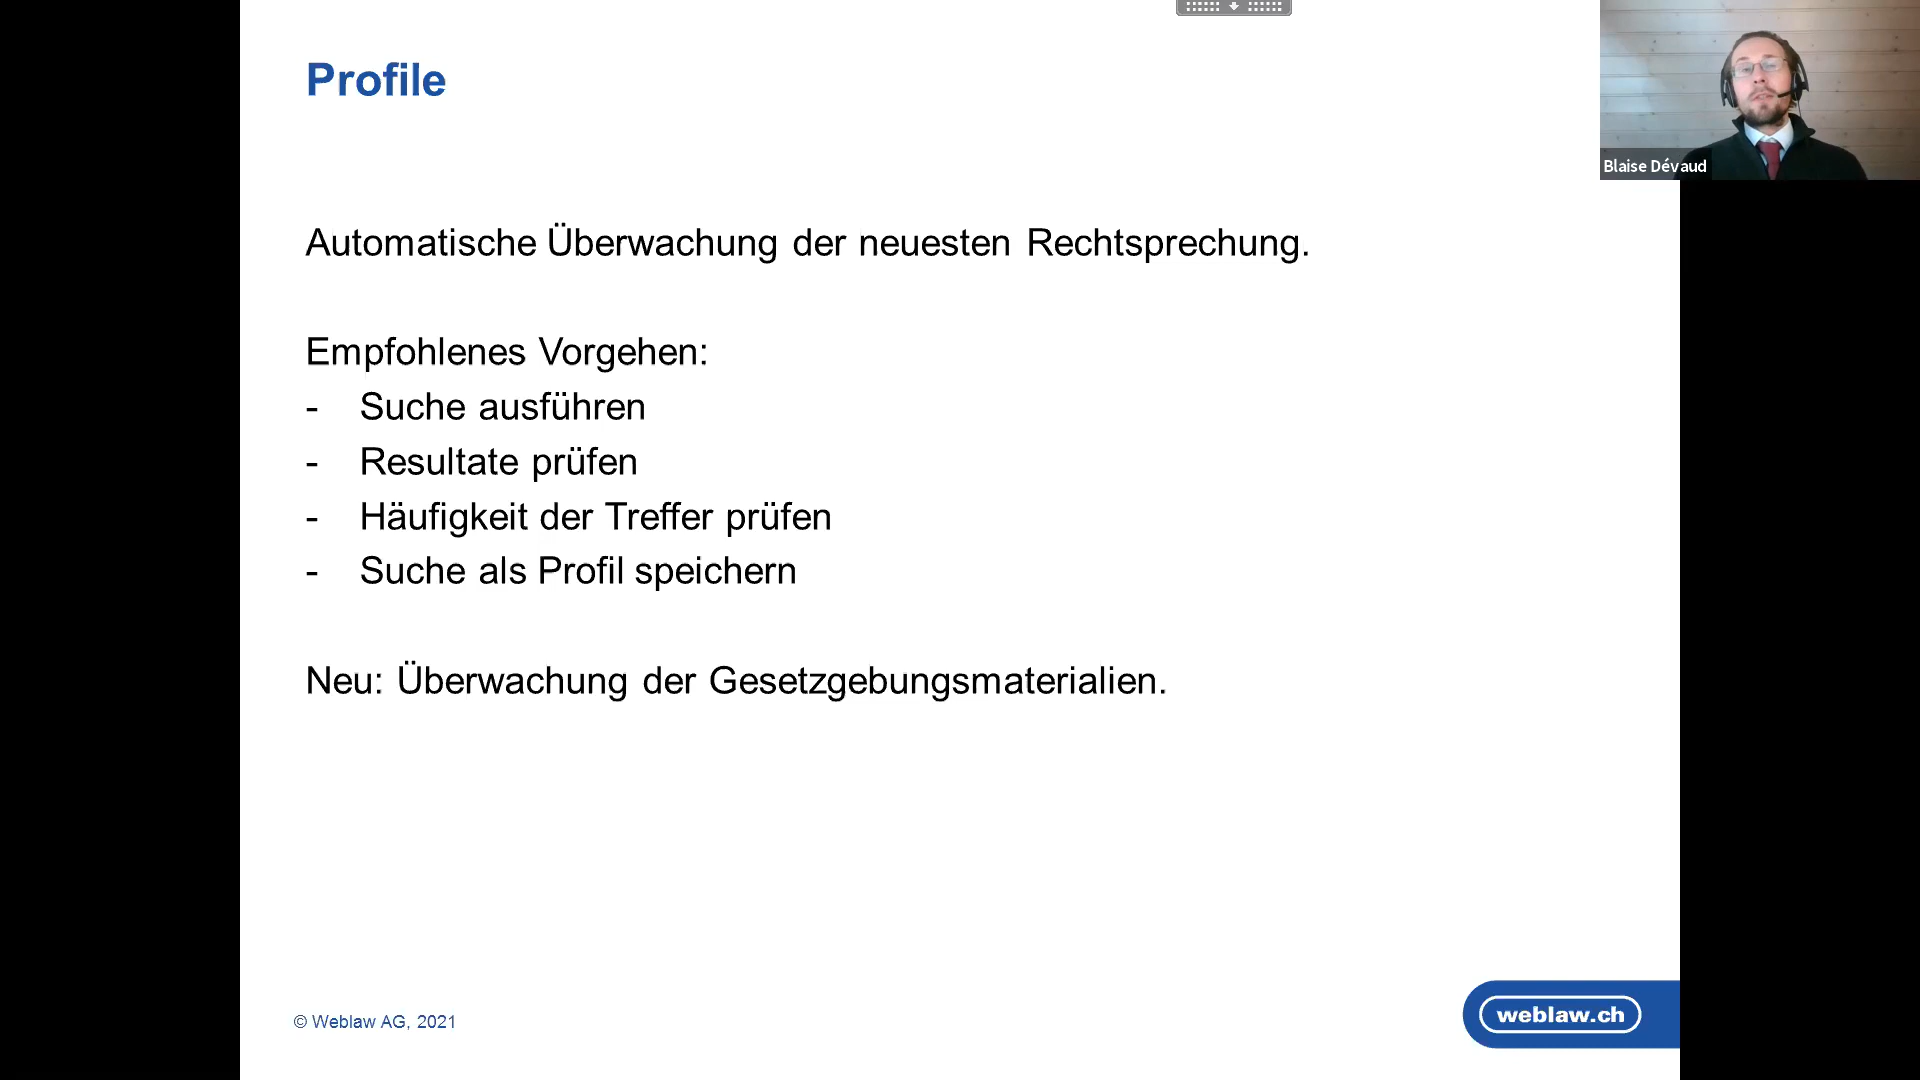 Profile
Blaise Dévaud
Automatische Überwachung der neuesten Rechtsprechung.
Empfohlenes Vorgehen:
- Suche ausführen
- Resultate prüfen
- Häufigkeit der Treffer prüfen
- Suche als Profil speichern
Neu: Überwachung der Gesetzgebungsmaterialien.
© Weblaw AG, 2021
weblaw.ch